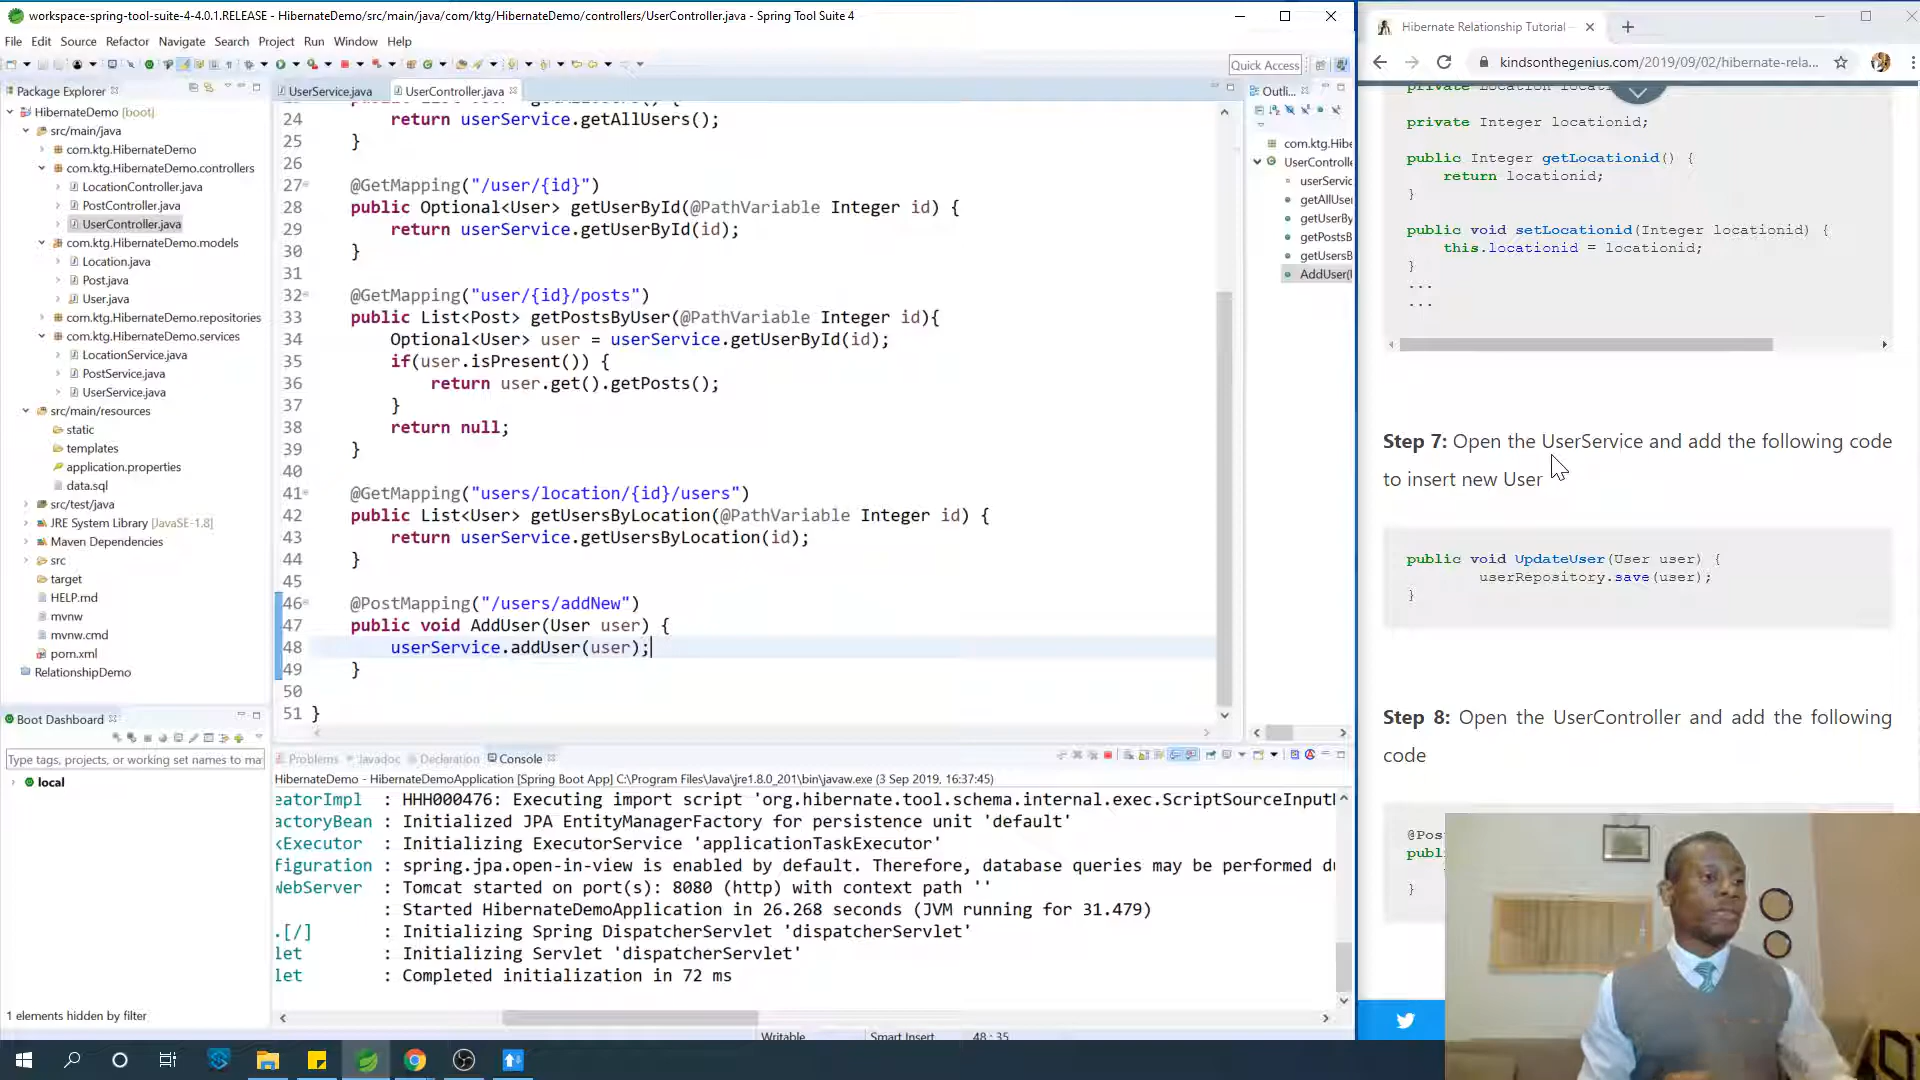 workspace-spring-tool-suite-4-4.0.1.RELEASE - HibernateDemo/src/main/java/com/ktg/HibernateDemo/controllers/UserController.java - Spring Tool Suite 4
File Edit Source Refactor Navigate Search Project Run Window Help
Quick Access
Package Explorer
HibernateDemo [boot]
src/main/java
com.ktg.HibernateDemo
com.ktg.HibernateDemo.controllers
LocationController.java
PostController.java
UserController.java
com.ktg.HibernateDemo.models
Location.java
Post.java
User.java
com.ktg.HibernateDemo.repositories
com.ktg.HibernateDemo.services
LocationService.java
PostService.java
UserService.java
src/main/resources
static
templates
application.properties
data.sql
src/test/java
JRE System Library [JavaSE-1.8]
Maven Dependencies
src
target
HELP.md
mvnw
mvnw.cmd
pom.xml
RelationshipDemo
Boot Dashboard
Type tags, projects, or working set names to mat
local
1 elements hidden by filter
UserService.java UserController.java
24 return userService.getAllUsers();
25 }
26
27 @GetMapping("/user/{id}")
28 public Optional<User> getUserById(@PathVariable Integer id) {
29 return userService.getUserById(id);
30 }
31
32 @GetMapping("user/{id}/posts")
33 public List<Post> getPostsByUser(@PathVariable Integer id){
34 Optional<User> user = userService.getUserById(id);
35 if(user.isPresent()) {
36 return user.get().getPosts();
37 }
38 return null;
39 }
40
41 @GetMapping("users/location/{id}/users")
42 public List<User> getUsersByLocation(@PathVariable Integer id) {
43 return userService.getUsersByLocation(id);
44 }
45
46 @PostMapping("/users/addNew")
47 public void AddUser(User user) {
48 userService.addUser(user);
49 }
50
51 }
Outli...
com.ktg.Hib
UserControlle
userServic
getAllUse
getUserBy
getPostsB
getUsersB
AddUser(
Problems Javadoc Declaration Console
HibernateDemo - HibernateDemoApplication [Spring Boot App] C:\Program Files\Java\jre1.8.0_201\bin\javaw.exe (3 Sep 2019, 16:37:45)
eatorImpl : HHH000476: Executing import script 'org.hibernate.tool.schema.internal.exec.ScriptSourceInput
actoryBean : Initialized JPA EntityManagerFactory for persistence unit 'default'
kExecutor : Initializing ExecutorService 'applicationTaskExecutor'
figuration : spring.jpa.open-in-view is enabled by default. Therefore, database queries may be performed du
WebServer : Tomcat started on port(s): 8080 (http) with context path ''
: Started HibernateDemoApplication in 26.268 seconds (JVM running for 31.479)
.[/] : Initializing Spring DispatcherServlet 'dispatcherServlet'
let : Initializing Servlet 'dispatcherServlet'
let : Completed initialization in 72 ms
Writable Smart Insert 48 : 35
Hibernate Relationship Tutorial
kindsonthegenius.com/2019/09/02/hibernate-rela...
private Location locati
private Integer locationid;
public Integer getLocationid() {
return locationid;
}
public void setLocationid(Integer locationid) {
this.locationid = locationid;
}
...
...
Step 7: Open the UserService and add the following code
to insert new User
public void UpdateUser(User user) {
userRepository.save(user);
}
Step 8: Open the UserController and add the following
code
@Pos
publi
}